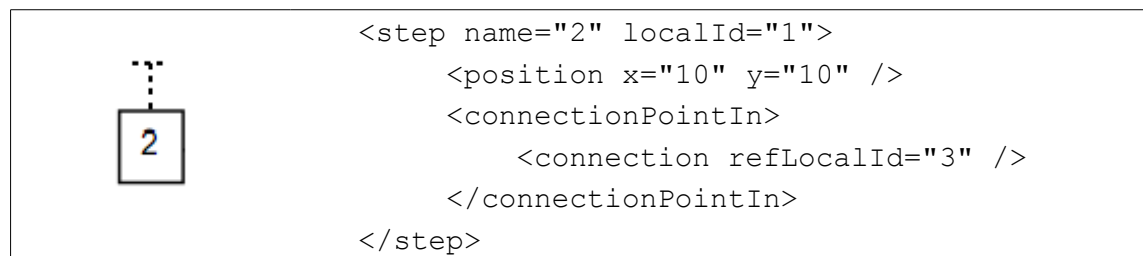 <step name="2" localId="1">
<position x="10" y="10" />
<connectionPointIn>
2
<connection refLocalId="3" />
</connectionPointIn>
</step>